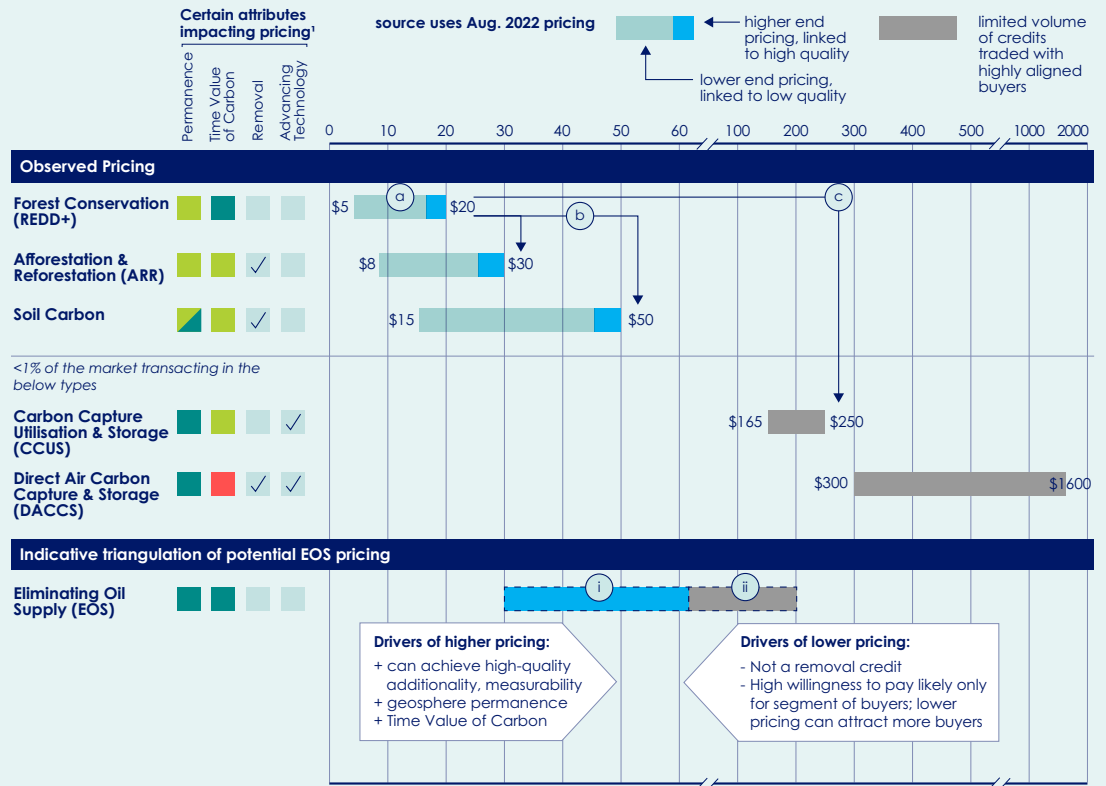 Certain attributes
impacting pricing¹
Permanence
Time Value
of Carbon
Removal
Advancing
Technology
source uses Aug. 2022 pricing
higher end
pricing, linked
to high quality
lower end pricing,
linked to low quality
limited volume
of credits
traded with
highly aligned
buyers
0 10 20 30 40 50 60 100 200 300 400 500 1000 2000
Observed Pricing
Forest Conservation
(REDD+)
$5
a
$20
b
c
Afforestation &
Reforestation (ARR)
$8
$30
Soil Carbon
$15
$50
<1% of the market transacting in the
below types
Carbon Capture
Utilisation & Storage
(CCUS)
$165
$250
Direct Air Carbon
Capture & Storage
(DACCS)
$300
$1600
Indicative triangulation of potential EOS pricing
Eliminating Oil
Supply (EOS)
i
ii
Drivers of higher pricing:
+ can achieve high-quality
additionality, measurability
+ geosphere permanence
+ Time Value of Carbon
Drivers of lower pricing:
- Not a removal credit
- High willingness to pay likely only
for segment of buyers; lower
pricing can attract more buyers